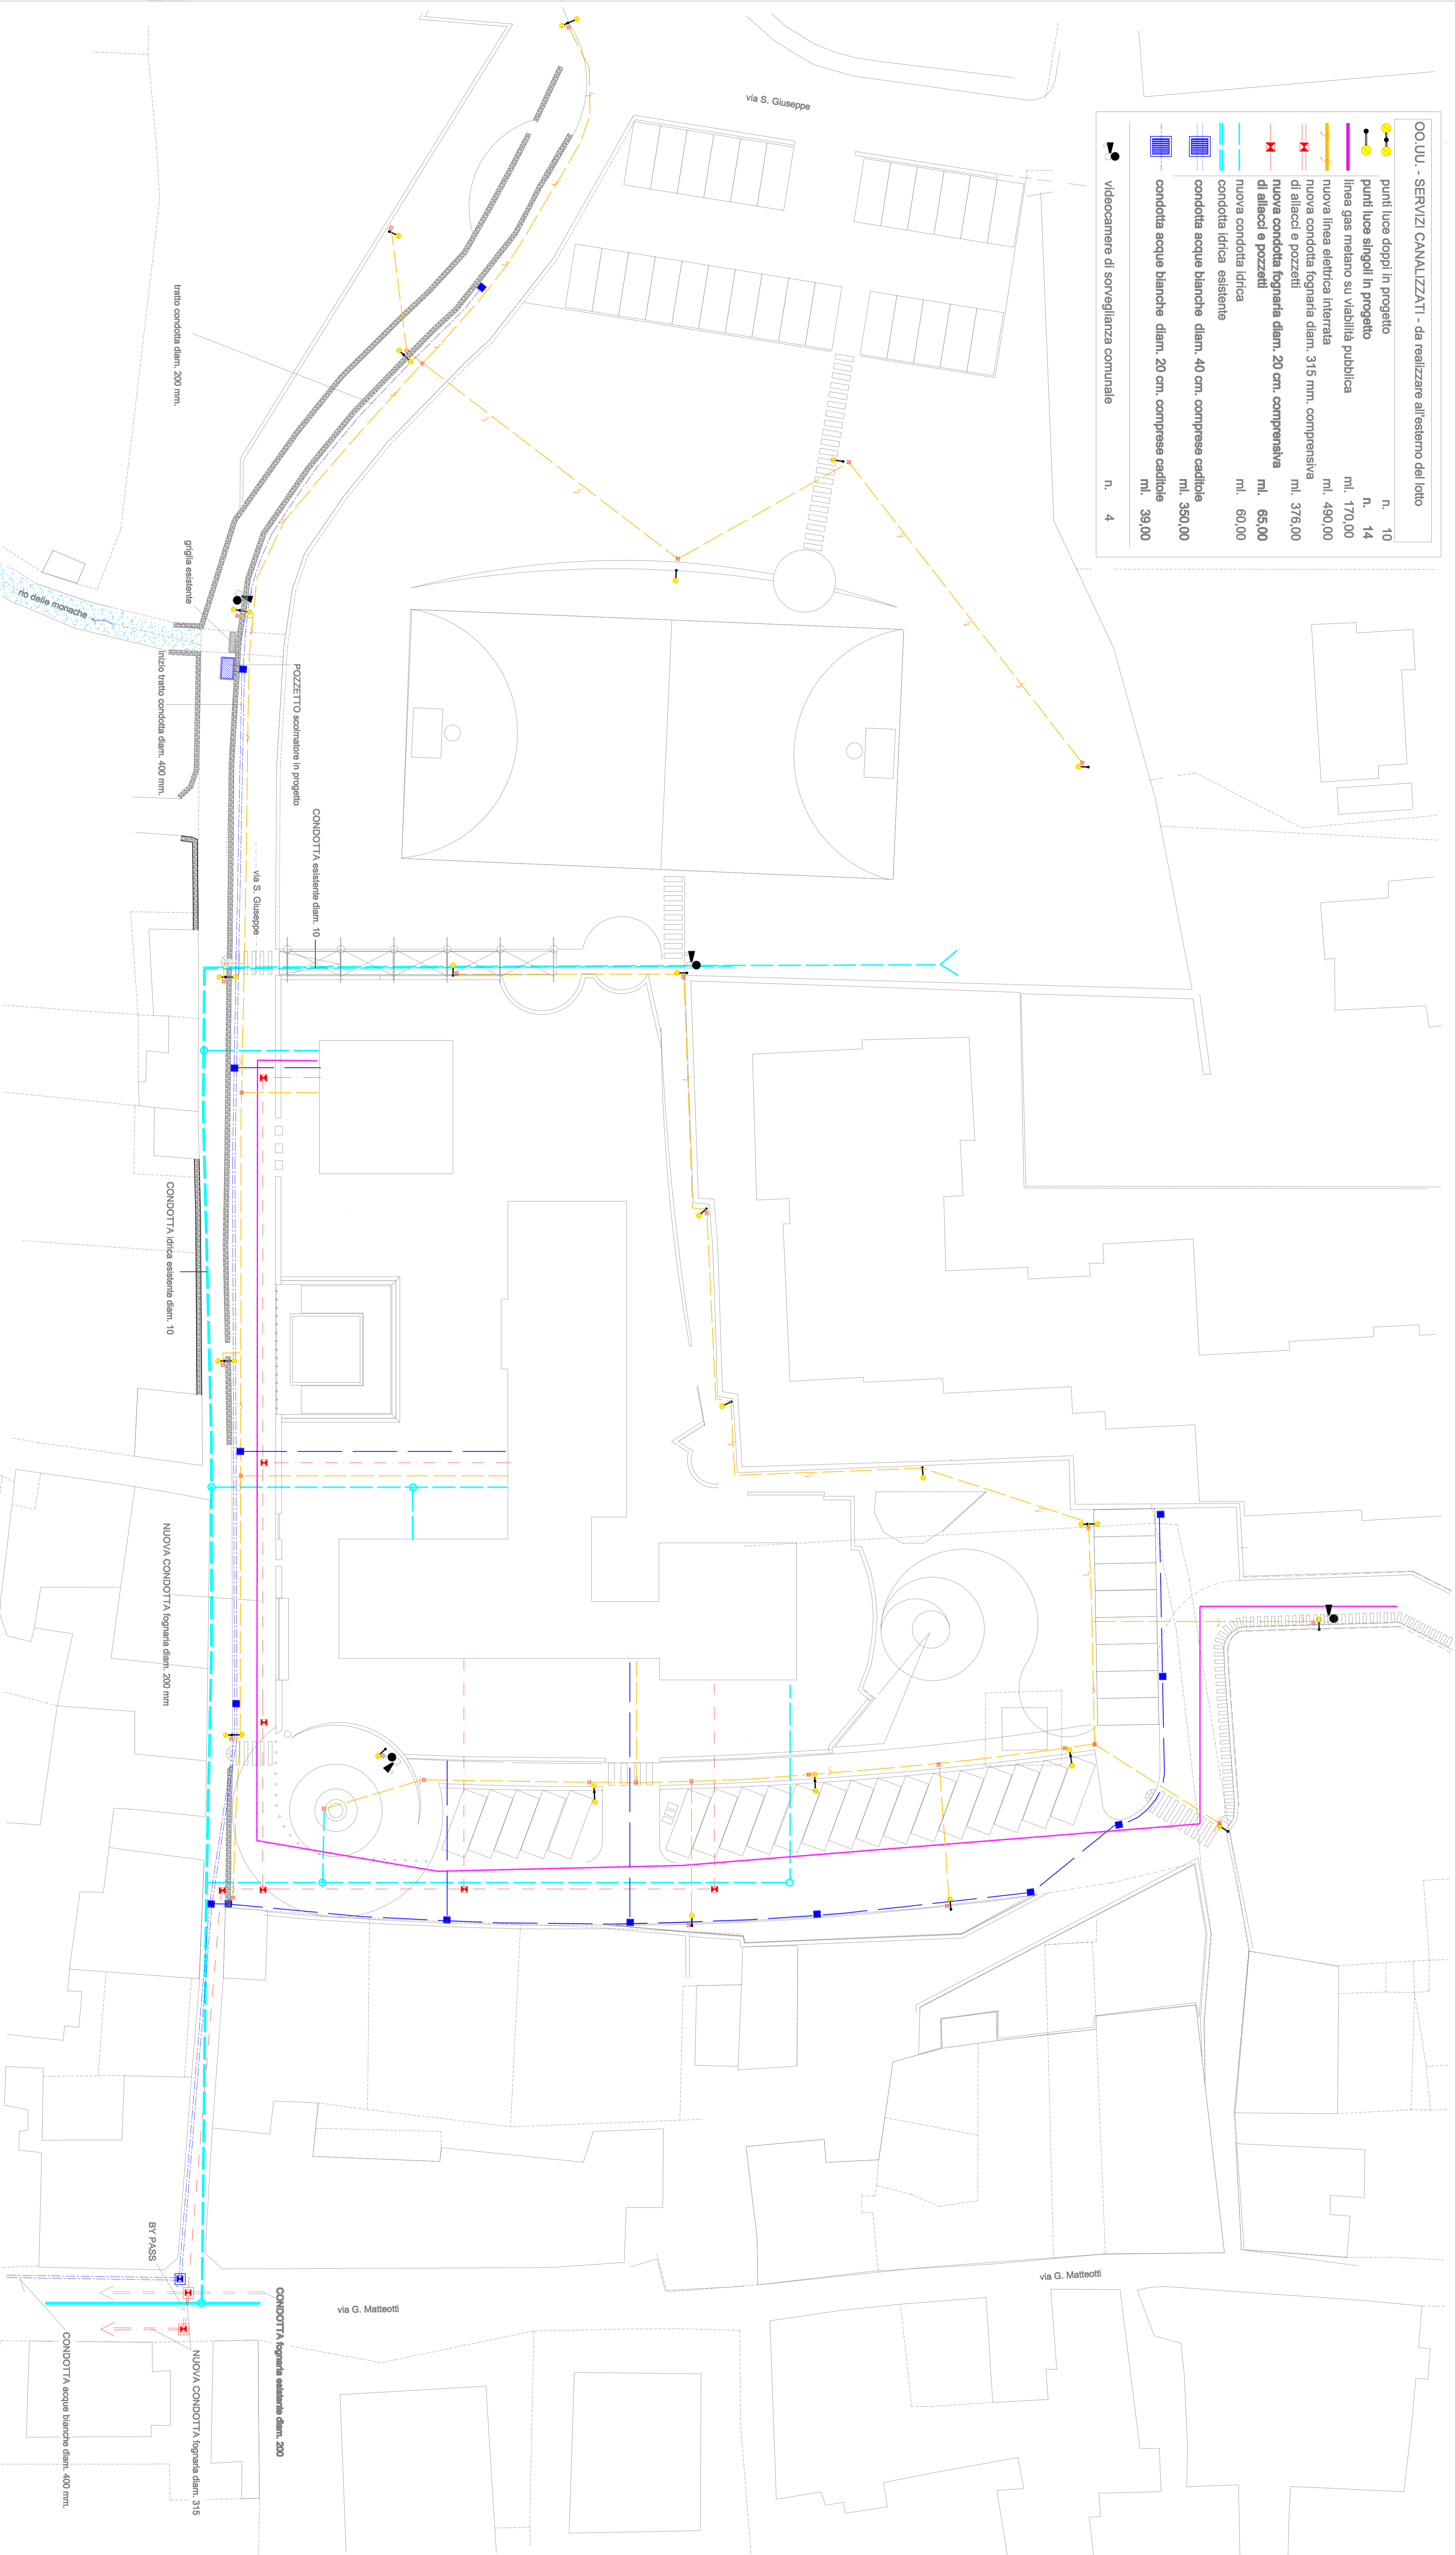 OO.UU. - SERVIZI CANALIZZATI - da realizzare all'esterno del lotto
punti luce doppi in progetto n. 10
punti luce singoli in progetto n. 14
linea gas metano su viabilità pubblica ml. 170,00
nuova linea elettrica interrata ml. 490,00
nuova condotta fognaria diam. 315 mm. comprensiva
di allacci e pozzetti ml. 376,00
nuova condotta fognaria diam. 20 cm. comprensiva
di allacci e pozzetti ml. 65,00
nuova condotta idrica ml. 60,00
condotta idrica esistente
condotta acque bianche diam. 40 cm. comprese caditoie
ml. 350,00
condotta acque bianche diam. 20 cm. comprese caditoie
ml. 39,00
videocamere di sorveglianza comunale n. 4
via S. Giuseppe
tratto condotta diam. 200 mm.
griglia esistente
rio delle monache
inizio tratto condotta diam. 400 mm.
POZZETTO scolmatore in progetto
CONDOTTA esistente diam. 10
via S. Giuseppe
CONDOTTA idrica esistente diam. 10
NUOVA CONDOTTA fognaria diam. 200 mm
BY PASS
via G. Matteotti
via G. Matteotti
CONDOTTA fognaria esistente diam. 200
NUOVA CONDOTTA fognaria diam. 315
CONDOTTA acque bianche diam. 400 mm.